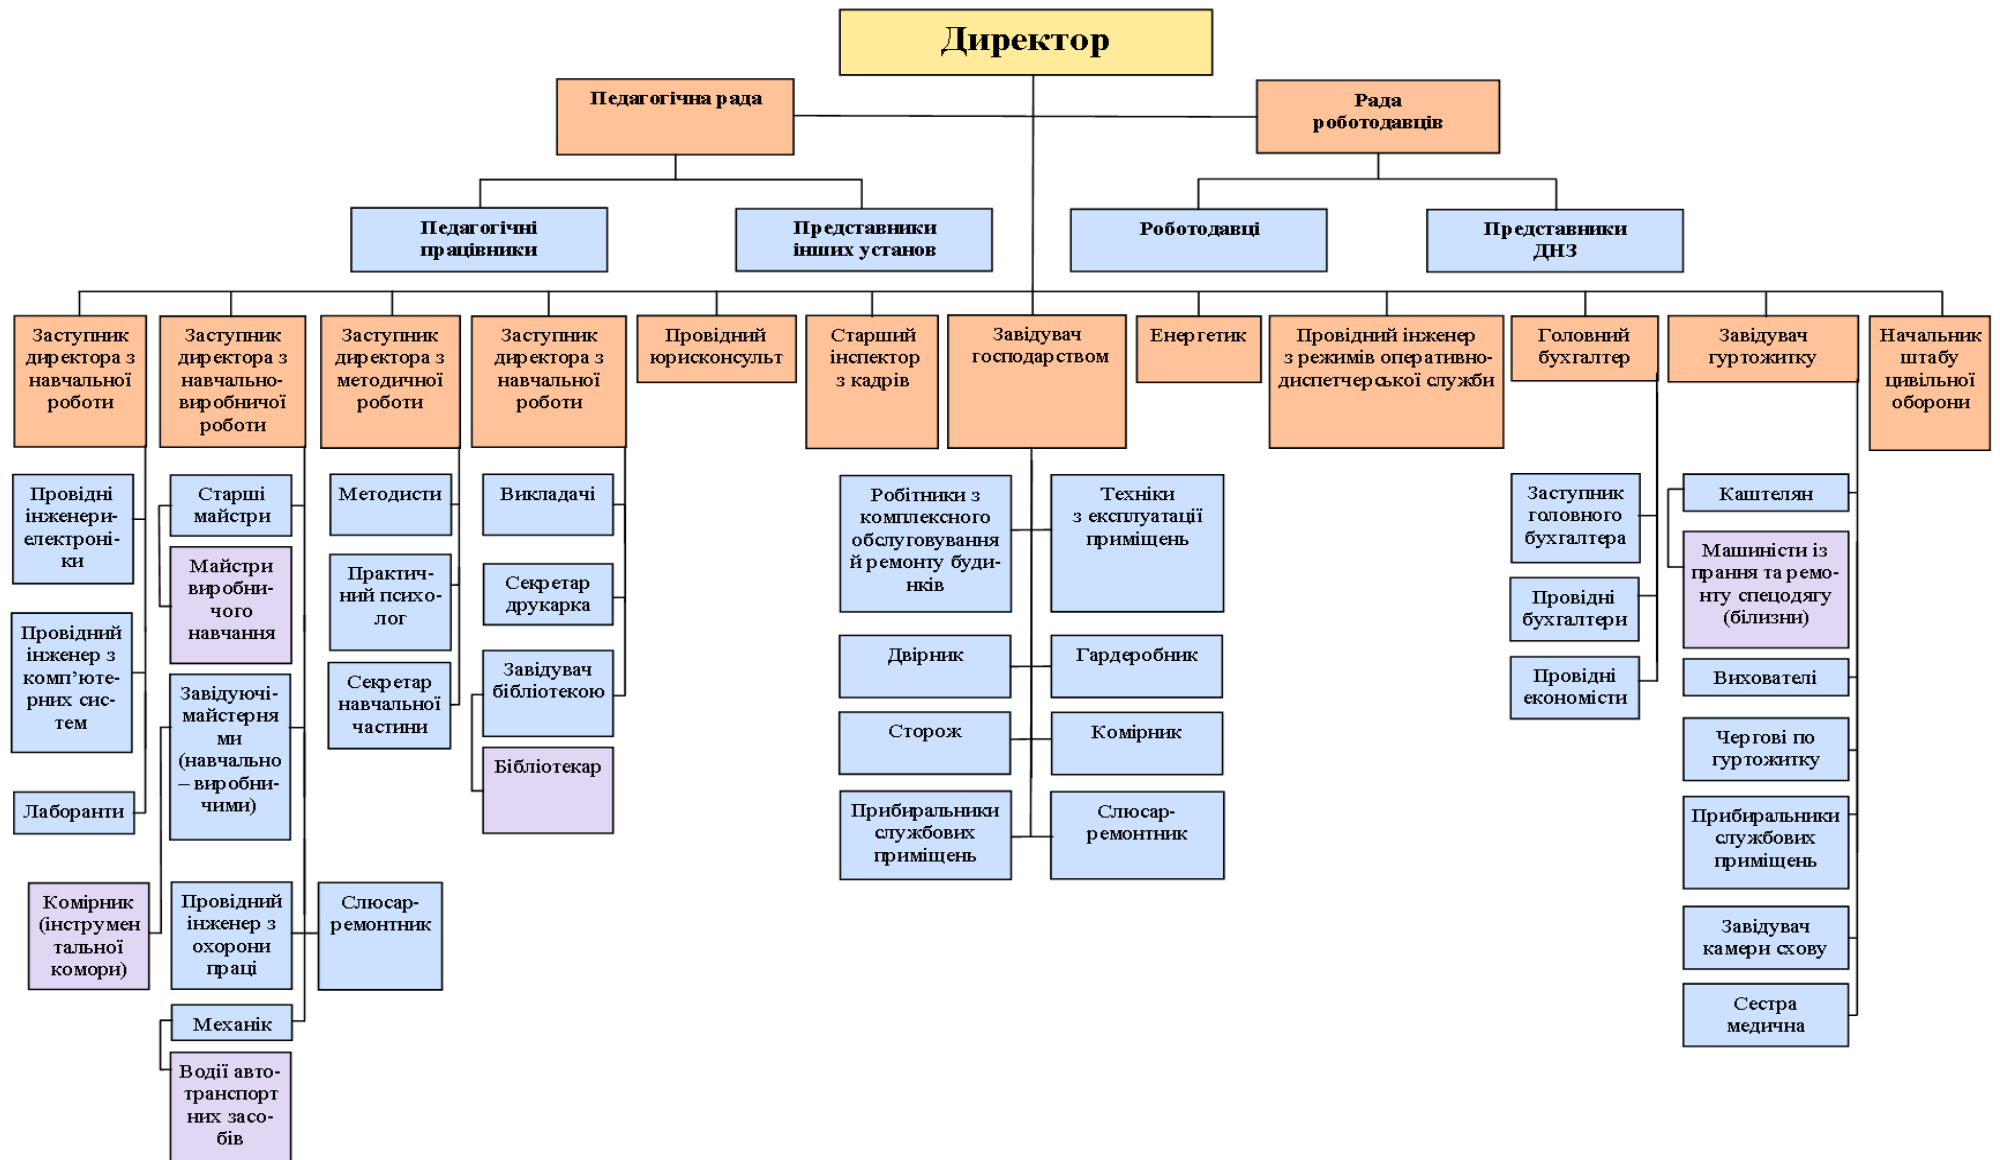 Директор
Педагогічна рада
Рада
роботодавців
Педагогічні
працівники
Представники
інших установ
Роботодавці
Представники
ДНЗ
Заступник
директора з
навчальної
роботи
Заступник
директора з
навчально-
виробничої
роботи
Заступник
директора з
методичної
роботи
Заступник
директора з
навчальної
роботи
Провідний
юрисконсульт
Старший
інспектор
з кадрів
Завідувач
господарством
Енергетик
Провідний інженер
з режимів оперативно-
диспетчерської служби
Головний
бухгалтер
Завідувач
гуртожитку
Начальник
штабу
цивільної
оборони
Провідні
інженери-
електроні-
ки
Провідний
інженер з
комп’юте-
рних сис-
тем
Лаборанти
Комірник
(інструмен
тальної
комори)
Старші
майстри
Майстри
виробни-
чого
навчання
Завідуючі-
майстерня
ми
(навчально
– виробни-
чими)
Провідний
інженер з
охорони
праці
Слюсар-
ремонтник
Механік
Водії авто-
транспорт
них засо-
бів
Методисти
Практич-
ний психо-
лог
Секретар
навчальної
частини
Викладачі
Секретар
друкарка
Завідувач
бібліотекою
Бібліотекар
Робітники з
комплексного
обслуговування
й ремонту буди-
нків
Техніки
з експлуатації
приміщень
Двірник
Гардеробник
Сторож
Комірник
Прибиральники
службових
приміщень
Слюсар-
ремонтник
Заступник
головного
бухгалтера
Провідні
бухгалтери
Провідні
економісти
Каштелян
Машиністи із
прання та ремо-
нту спецодягу
(білизни)
Вихователі
Чергові по
гуртожитку
Прибиральники
службових
приміщень
Завідувач
камери схову
Сестра
медична